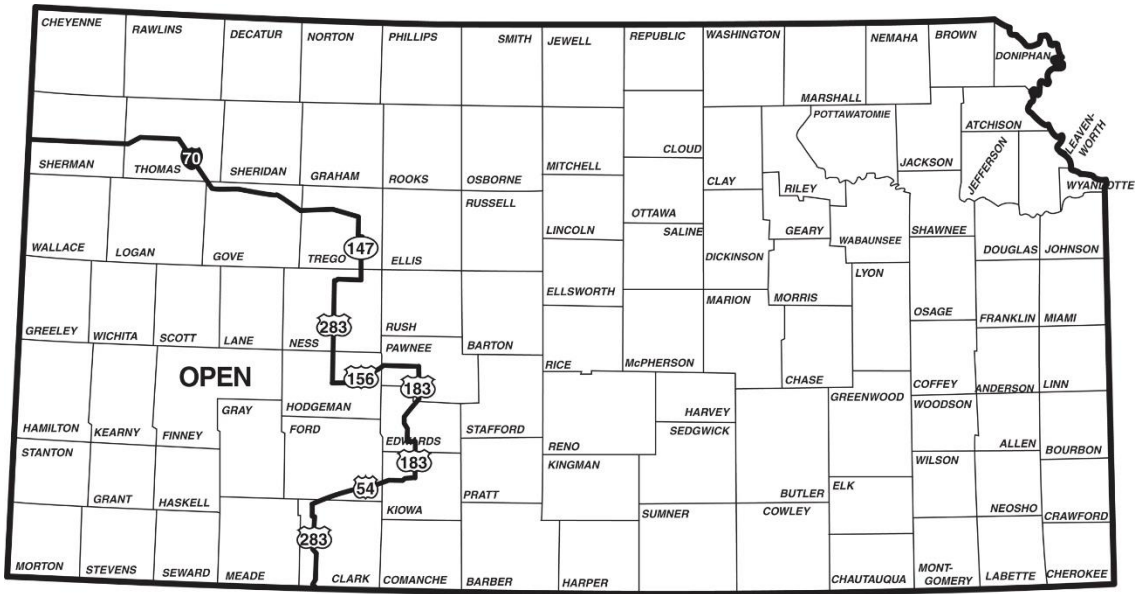 CHEYENNE
RAWLINS
DECATUR
NORTON
PHILLIPS
SMITH
JEWELL
REPUBLIC
WASHINGTON
NEMAHA
BROWN
DONIPHAN
MARSHALL
POTTAWATOMIE
ATCHISON
LEAVEN-
WORTH
SHERMAN
THOMAS
70
SHERIDAN
GRAHAM
ROOKS
OSBORNE
MITCHELL
CLOUD
CLAY
RILEY
JACKSON
JEFFERSON
WYANDOTTE
RUSSELL
LINCOLN
OTTAWA
SALINE
GEARY
WABAUNSEE
SHAWNEE
DOUGLAS
JOHNSON
WALLACE
LOGAN
GOVE
TREGO
147
ELLIS
ELLSWORTH
DICKINSON
MORRIS
LYON
GREELEY
WICHITA
SCOTT
LANE
NESS
283
RUSH
PAWNEE
BARTON
RICE
McPHERSON
MARION
CHASE
OSAGE
FRANKLIN
MIAMI
OPEN
156
183
HAMILTON
KEARNY
FINNEY
GRAY
HODGEMAN
FORD
EDWARDS
STAFFORD
RENO
HARVEY
SEDGWICK
GREENWOOD
COFFEY
ANDERSON
LINN
WOODSON
ALLEN
BOURBON
STANTON
GRANT
HASKELL
54
183
KIOWA
PRATT
KINGMAN
SUMNER
BUTLER
COWLEY
ELK
WILSON
NEOSHO
CRAWFORD
MORTON
STEVENS
SEWARD
MEADE
283
CLARK
COMANCHE
BARBER
HARPER
CHAUTAUQUA
MONT-
GOMERY
LABETTE
CHEROKEE